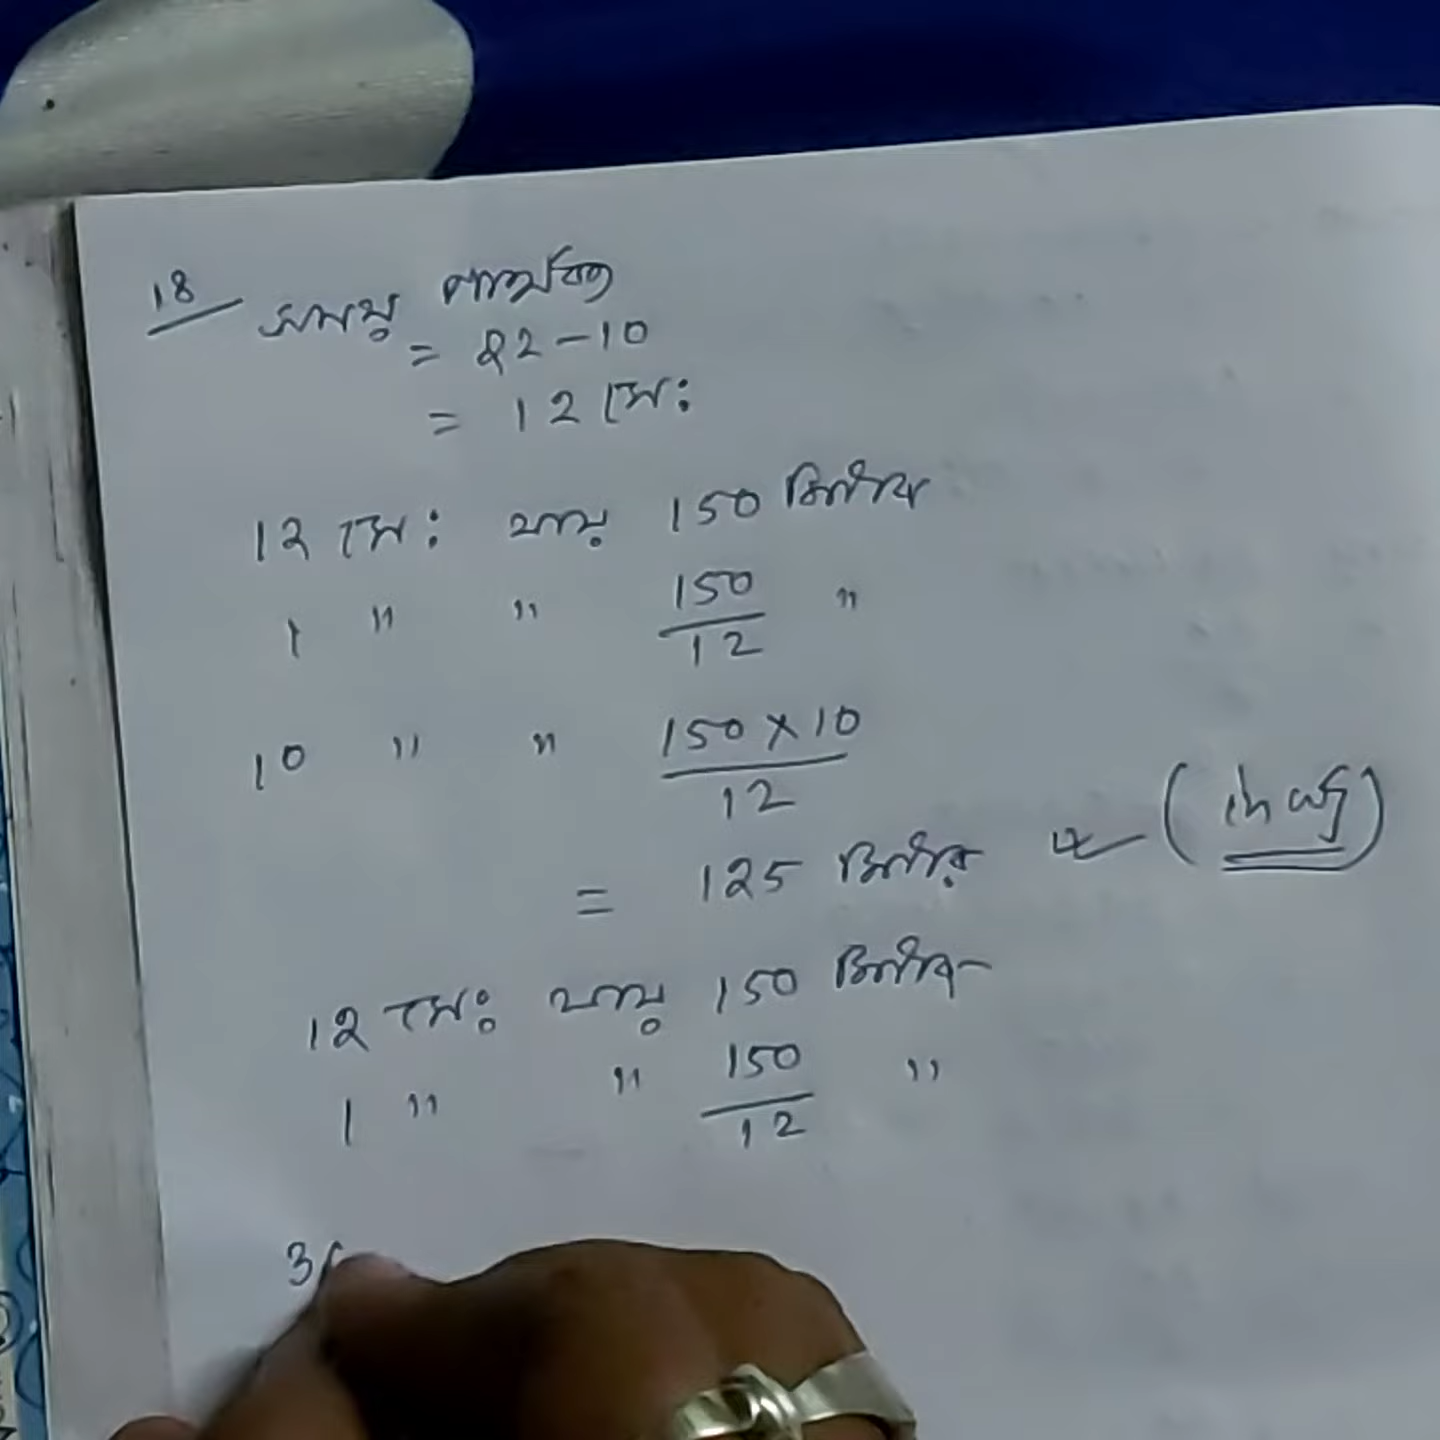 18 সময় পার্থক্য
= 22 - 10
= 12 সে:
12 সে: যায় 150 মিটার
1 " " 150/12 "
10 " " 150 × 10/12
= 125 মিটার
12 সে: যায় 150 মিটার
1 " " 150/12 "
3